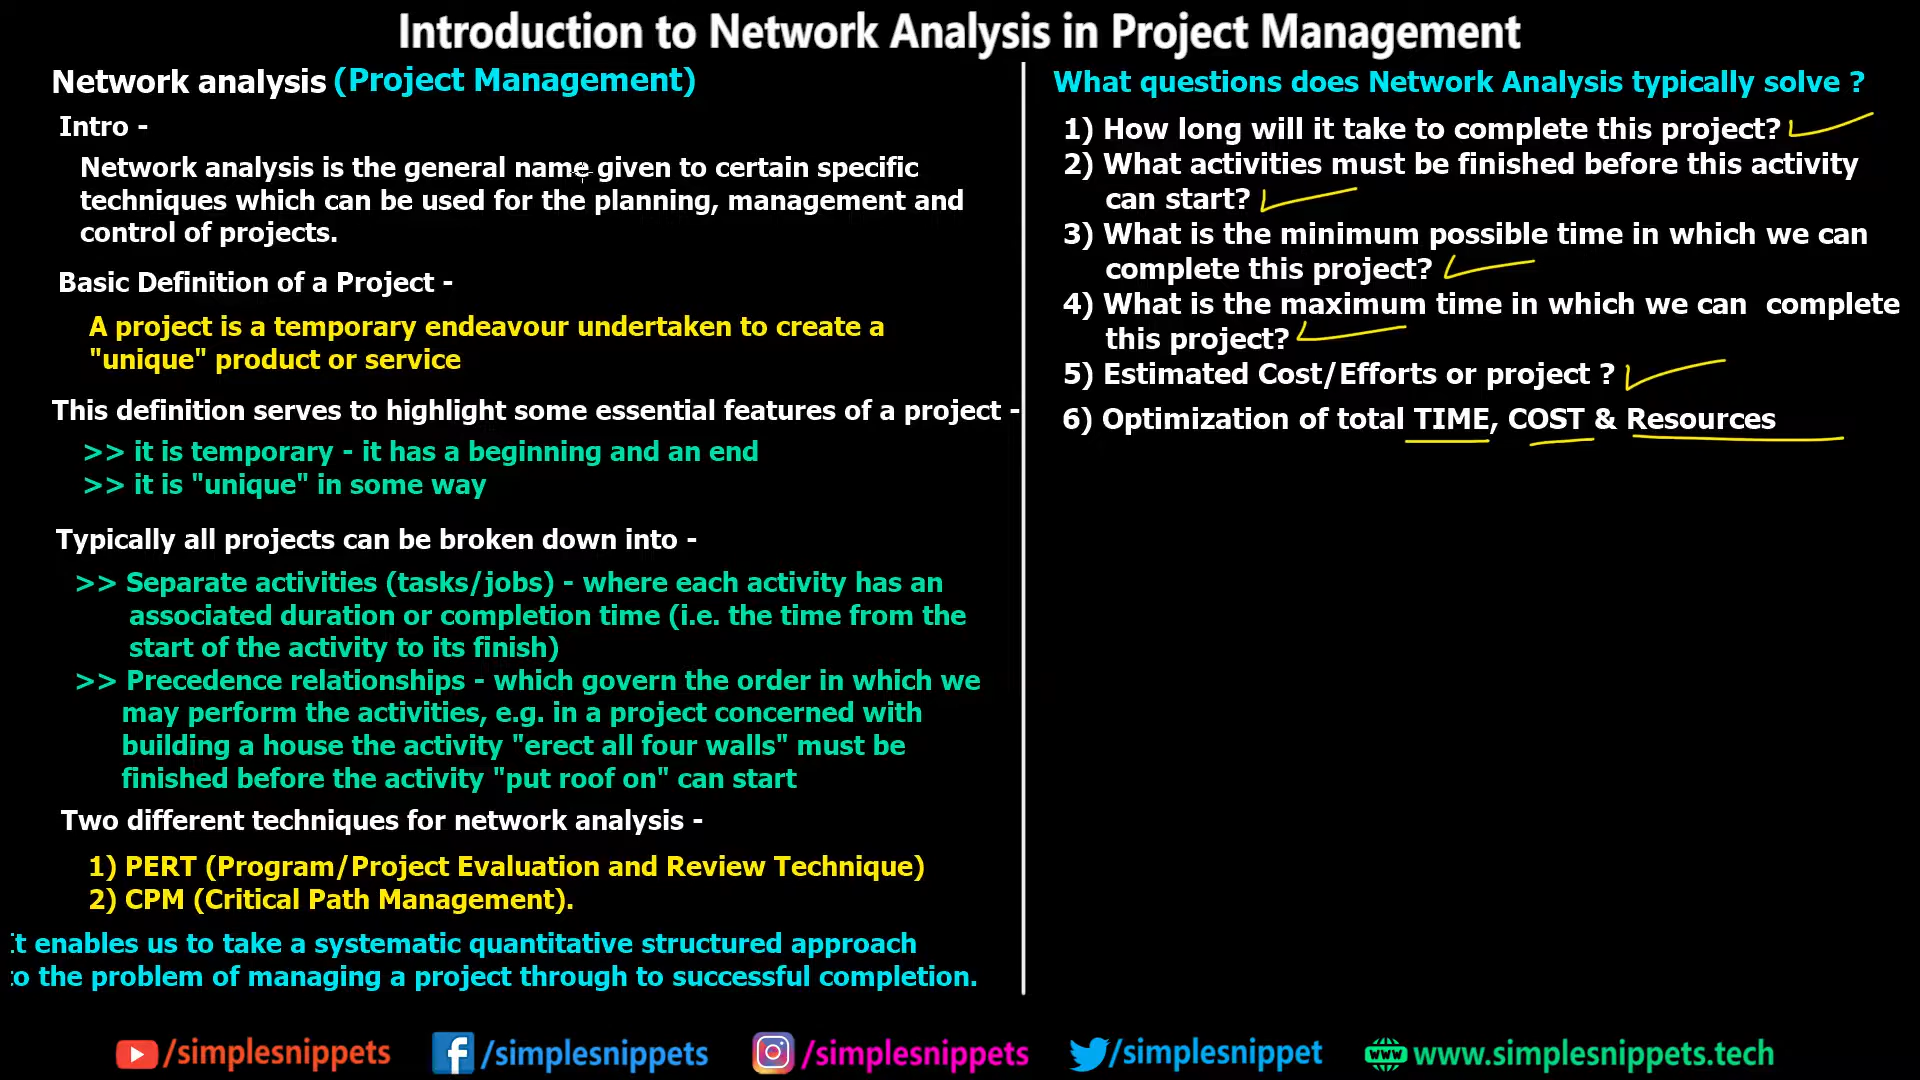 Introduction to Network Analysis in Project Management
Network analysis (Project Management)
Intro -
Network analysis is the general name given to certain specific
techniques which can be used for the planning, management and
control of projects.
Basic Definition of a Project -
A project is a temporary endeavour undertaken to create a
"unique" product or service
This definition serves to highlight some essential features of a project -
>> it is temporary - it has a beginning and an end
>> it is "unique" in some way
Typically all projects can be broken down into -
>> Separate activities (tasks/jobs) - where each activity has an
associated duration or completion time (i.e. the time from the
start of the activity to its finish)
>> Precedence relationships - which govern the order in which we
may perform the activities, e.g. in a project concerned with
building a house the activity "erect all four walls" must be
finished before the activity "put roof on" can start
Two different techniques for network analysis -
1) PERT (Program/Project Evaluation and Review Technique)
2) CPM (Critical Path Management).
It enables us to take a systematic quantitative structured approach
to the problem of managing a project through to successful completion.
What questions does Network Analysis typically solve ?
1) How long will it take to complete this project?
2) What activities must be finished before this activity
can start?
3) What is the minimum possible time in which we can
complete this project?
4) What is the maximum time in which we can complete
this project?
5) Estimated Cost/Efforts or project ?
6) Optimization of total TIME, COST & Resources
/simplesnippets
/simplesnippets
/simplesnippets
/simplesnippet
www.simplesnippets.tech